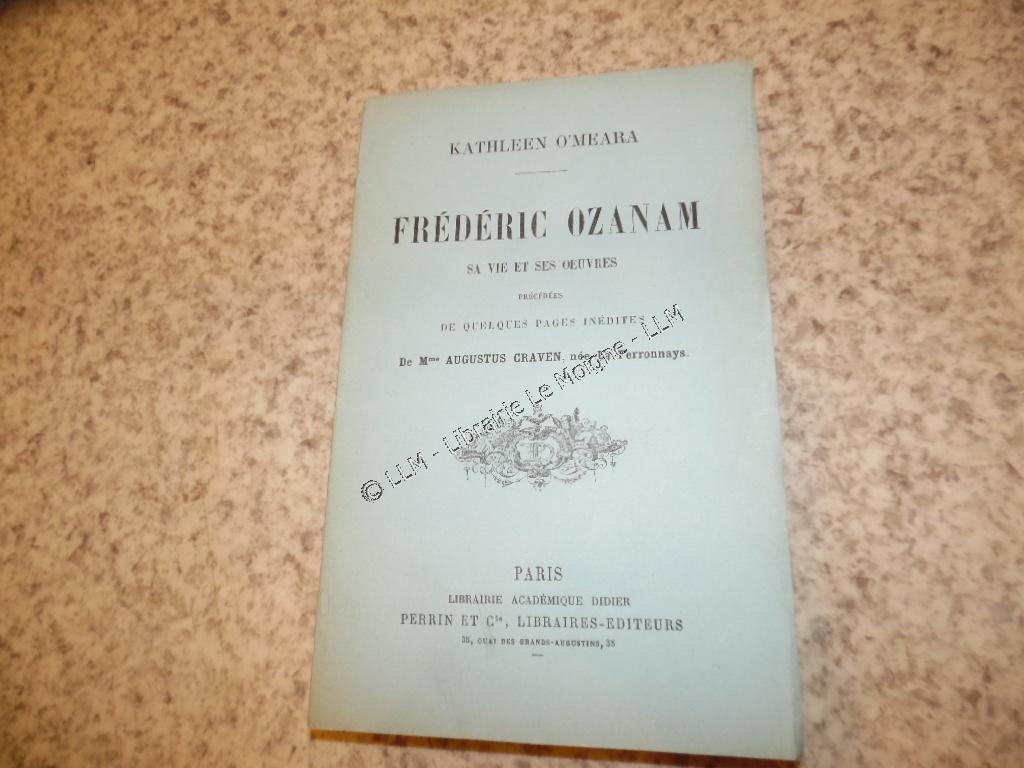 KATHLEEN O'MEARA
FRÉDÉRIC OZANAM
SA VIE ET SES OEUVRES
PRÉCÉDÉES
DE QUELQUES PAGES INÉDITES
De Mme AUGUSTUS CRAVEN, née Ferronnays.
© LLM - Librairie Le Moigne - LLM
PARIS
LIBRAIRIE ACADÉMIQUE DIDIER
PERRIN ET Cie, LIBRAIRES-EDITEURS
35, QUAI DES GRANDS-AUGUSTINS, 35